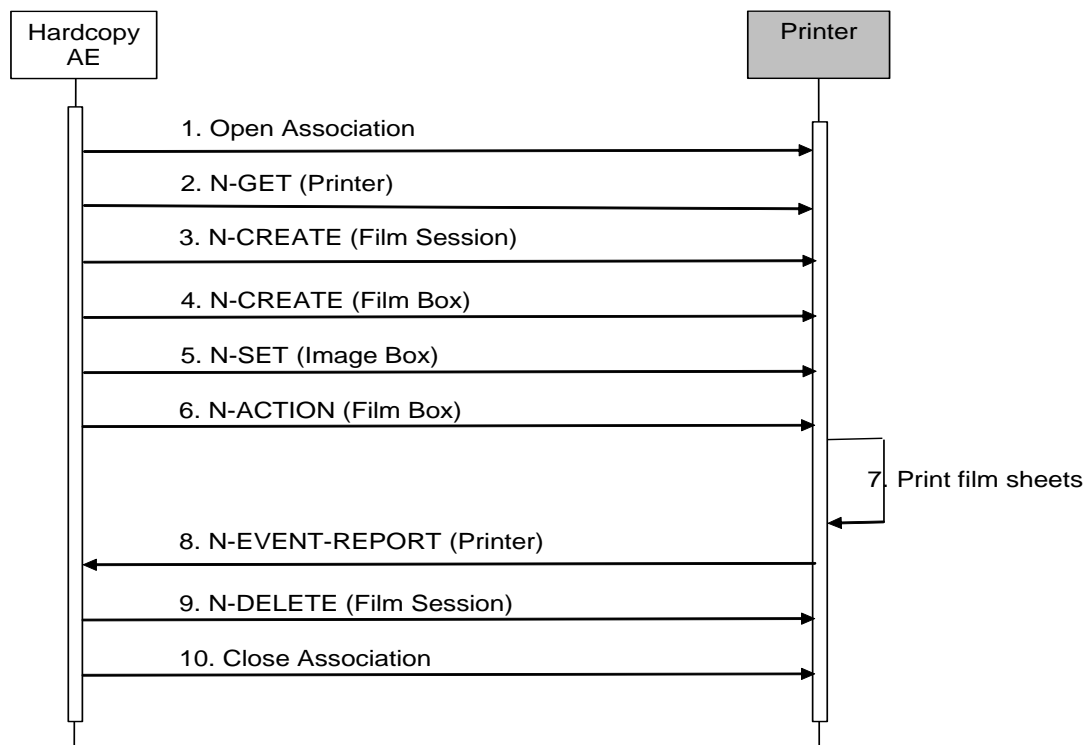 Hardcopy
AE
Printer
1. Open Association
2. N-GET (Printer)
3. N-CREATE (Film Session)
4. N-CREATE (Film Box)
5. N-SET (Image Box)
6. N-ACTION (Film Box)
7. Print film sheets
8. N-EVENT-REPORT (Printer)
9. N-DELETE (Film Session)
10. Close Association